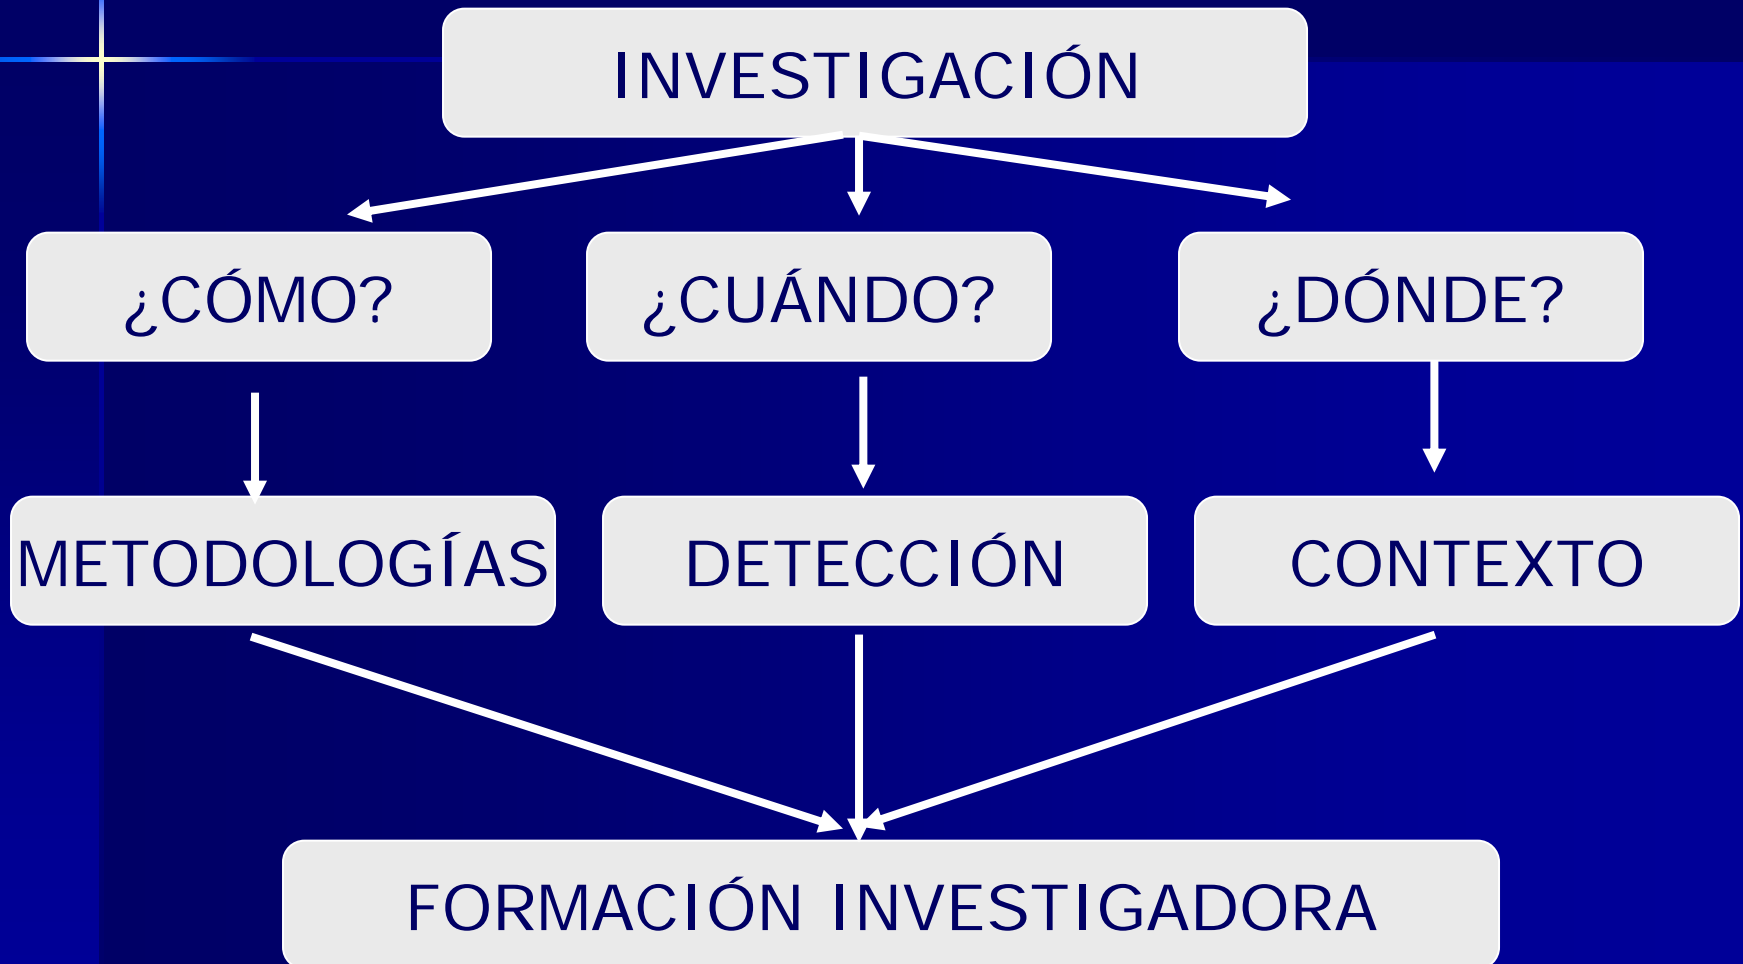 INVESTIGACIÓN
¿CÓMO?
¿CUÁNDO?
¿DÓNDE?
METODOLOGÍAS
DETECCIÓN
CONTEXTO
FORMACIÓN INVESTIGADORA